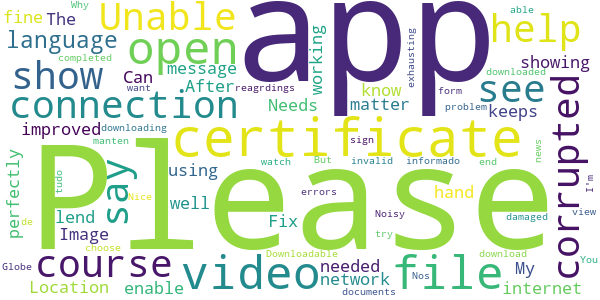 Why
able
fine The
Unable
app
help
language
completed
open
message
working
exhausting
showing
Can
After
want
show
reagrdings
know
downloaded
see
form
corrupted
connection
Needs
matter
keeps
problem
improved
downloading
certificate
manten
sign
news
perfectly
tudo
say
using
watch
But
invalid
informado
end
I'm
Please
Nice
well
errors
hand
damaged
de
lend
Image
Fix
Noisy
try
view
choose
Globe
course
video
Downloadable
needed
file
download
My
You
Location
enable
network
Nos
documents
internet